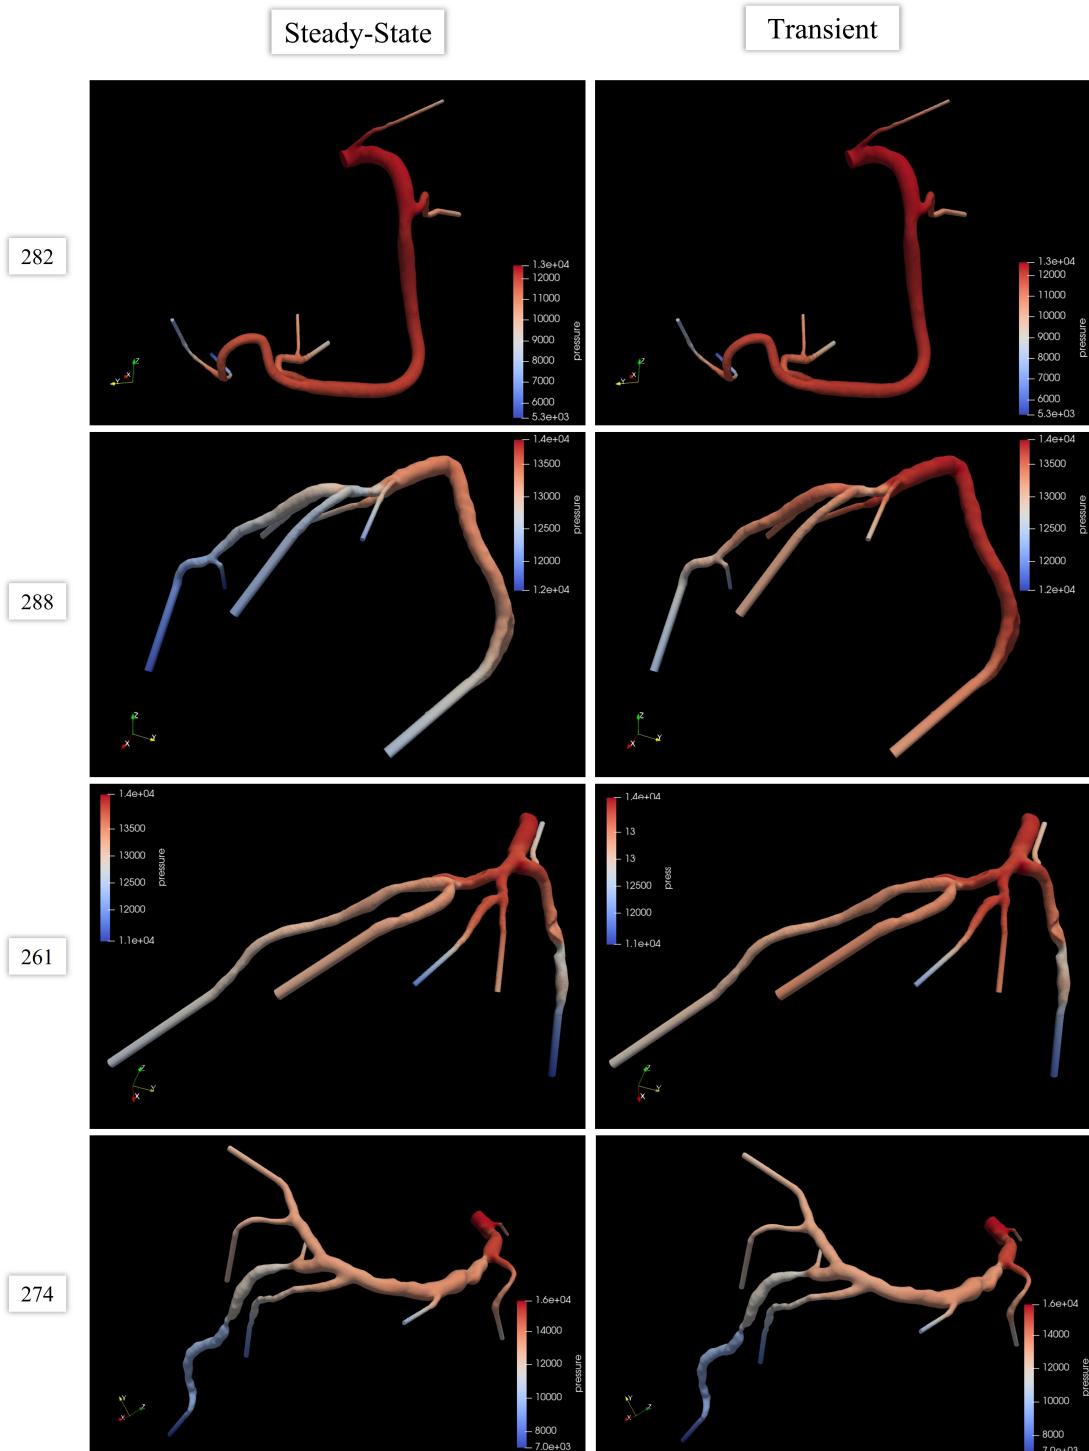 Steady-State
Transient
282
1.3e+04
12000
11000
10000
9000
8000
7000
6000
5.3e+03
pressure
Z
X
Y
1.3e+04
12000
11000
10000
9000
8000
7000
6000
5.3e+03
pressure
Z
X
Y
288
1.4e+04
13500
13000
12500
12000
1.2e+04
pressure
Z
X
Y
1.4e+04
13500
13000
12500
12000
1.2e+04
pressure
Z
X
Y
261
1.4e+04
13500
13000
12500
12000
1.1e+04
pressure
Z
Y
X
1.4e+04
13
13
12500
12000
1.1e+04
press
Z
Y
X
274
1.6e+04
14000
12000
10000
8000
7.0e+03
pressure
Y
X
Z
1.6e+04
14000
12000
10000
8000
7.0e+03
pressure
Y
X
Z